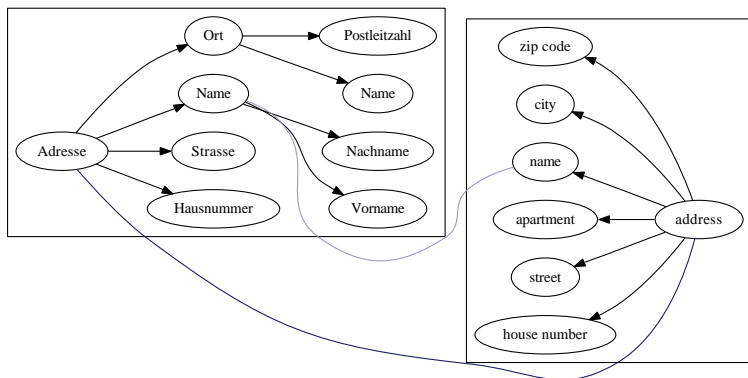 Ort
Postleitzahl
Name
Name
Adresse
Strasse
Nachname
Hausnummer
Vorname
zip code
city
name
apartment
address
street
house number